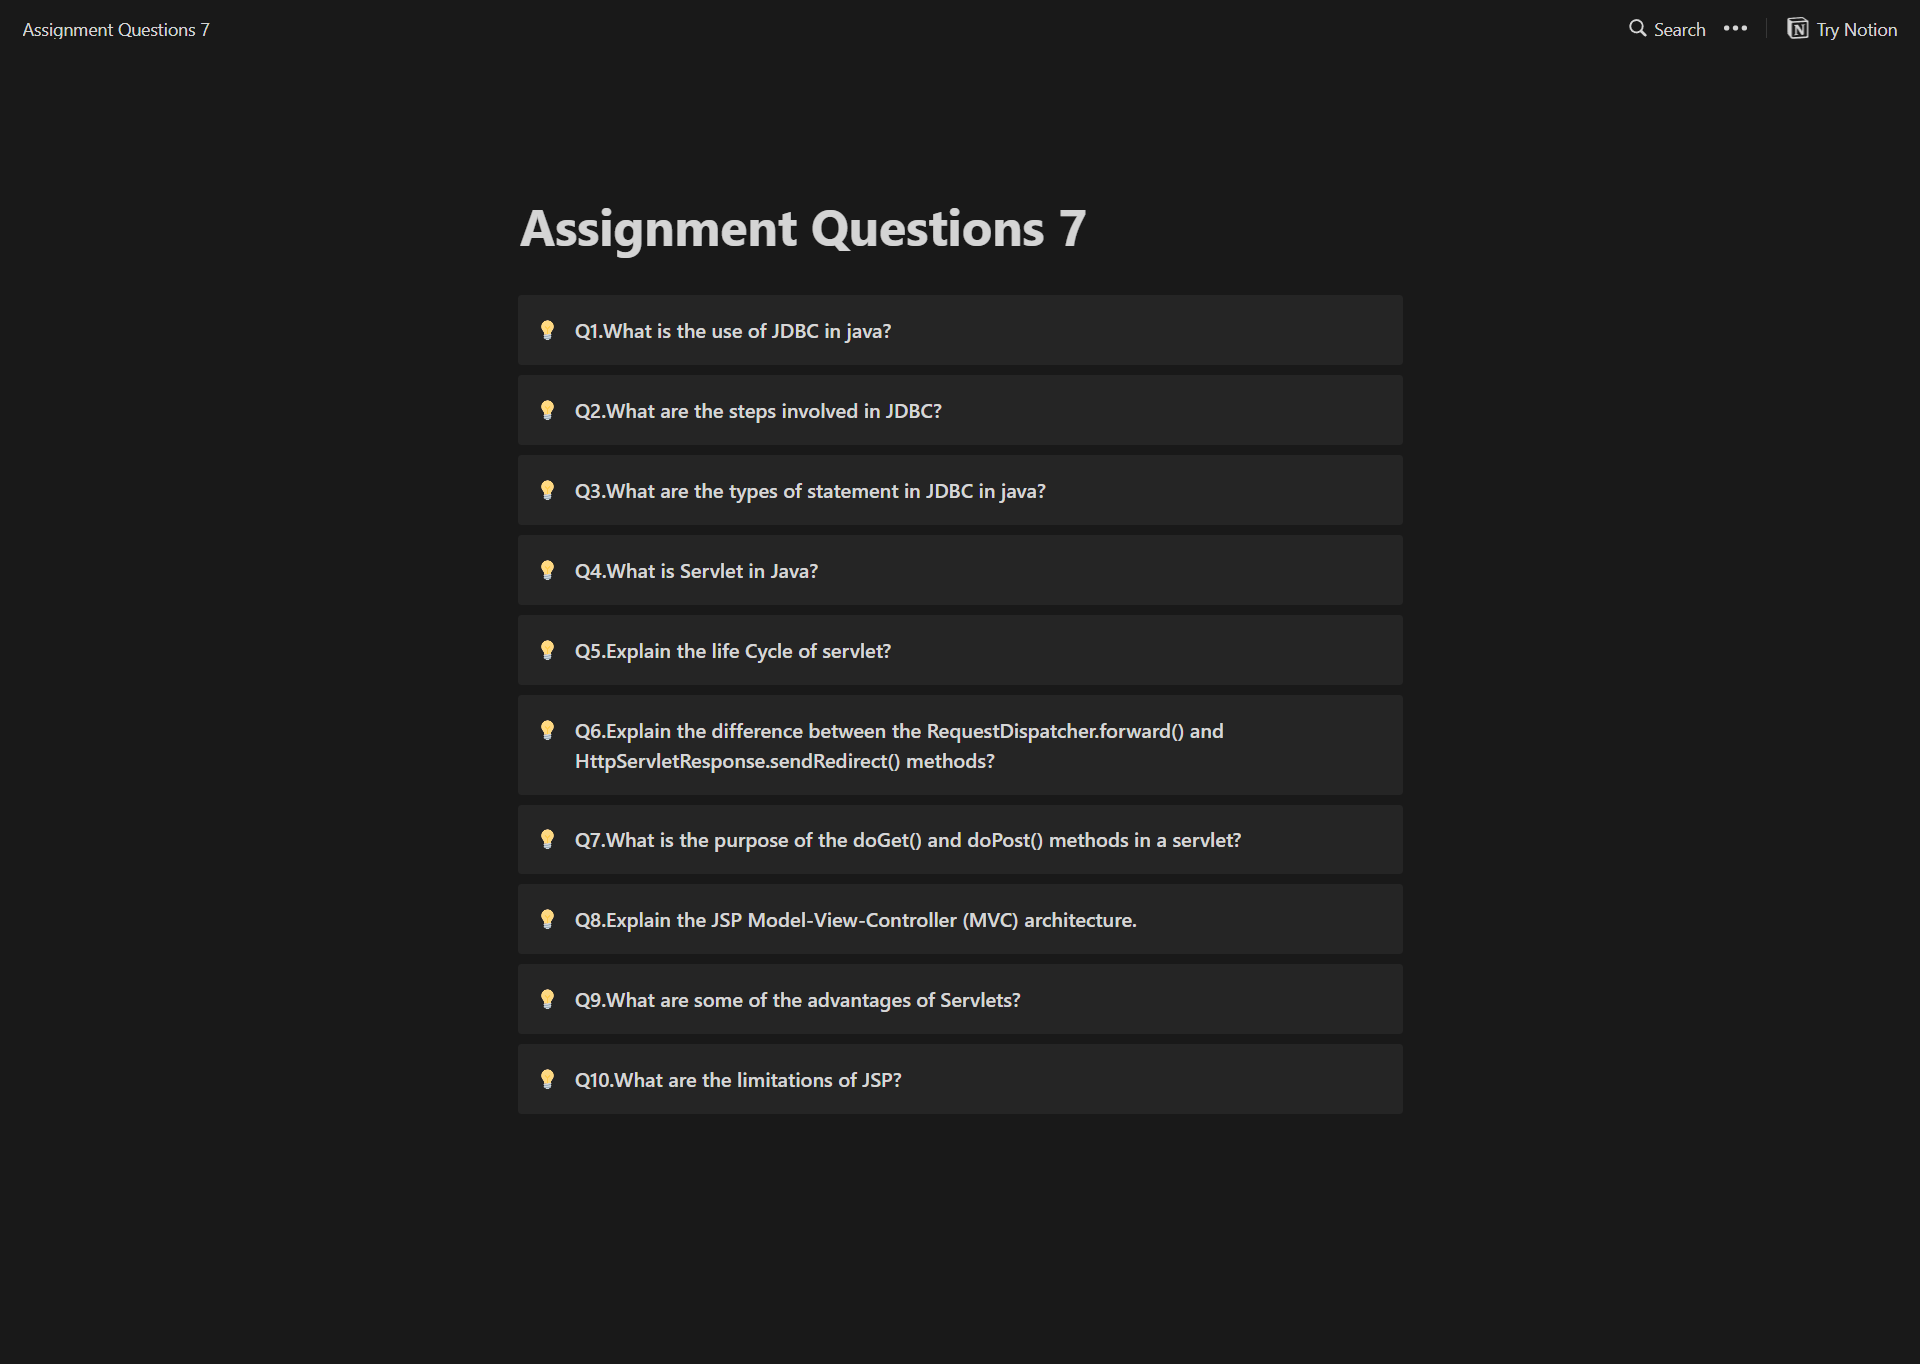 Assignment Questions 7
Search
Try Notion
Assignment Questions 7
Q1.What is the use of JDBC in java?
Q2.What are the steps involved in JDBC?
Q3.What are the types of statement in JDBC in java?
Q4.What is Servlet in Java?
Q5.Explain the life Cycle of servlet?
Q6.Explain the difference between the RequestDispatcher.forward() and
HttpServletResponse.sendRedirect() methods?
Q7.What is the purpose of the doGet() and doPost() methods in a servlet?
Q8.Explain the JSP Model-View-Controller (MVC) architecture.
Q9.What are some of the advantages of Servlets?
Q10.What are the limitations of JSP?